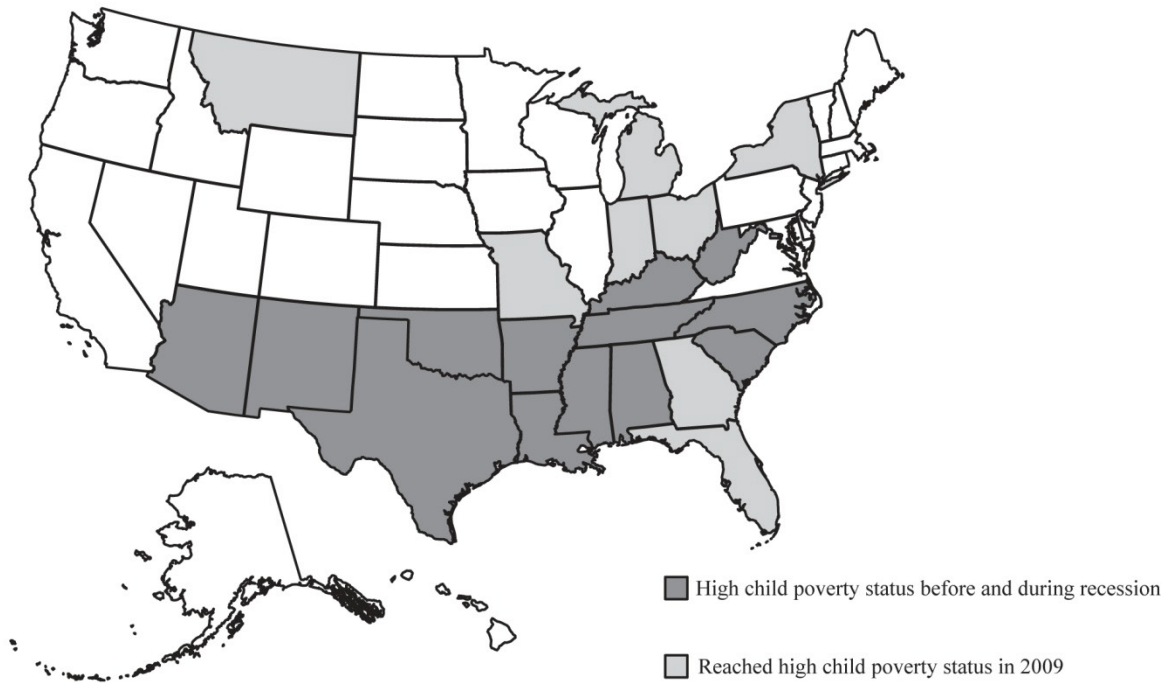 High child poverty status before and during recession
Reached high child poverty status in 2009